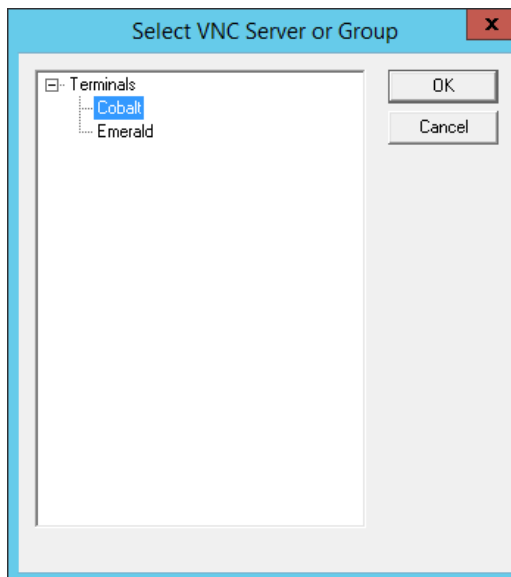 Select VNC Server or Group
x
Terminals
Cobalt
Emerald
OK
Cancel